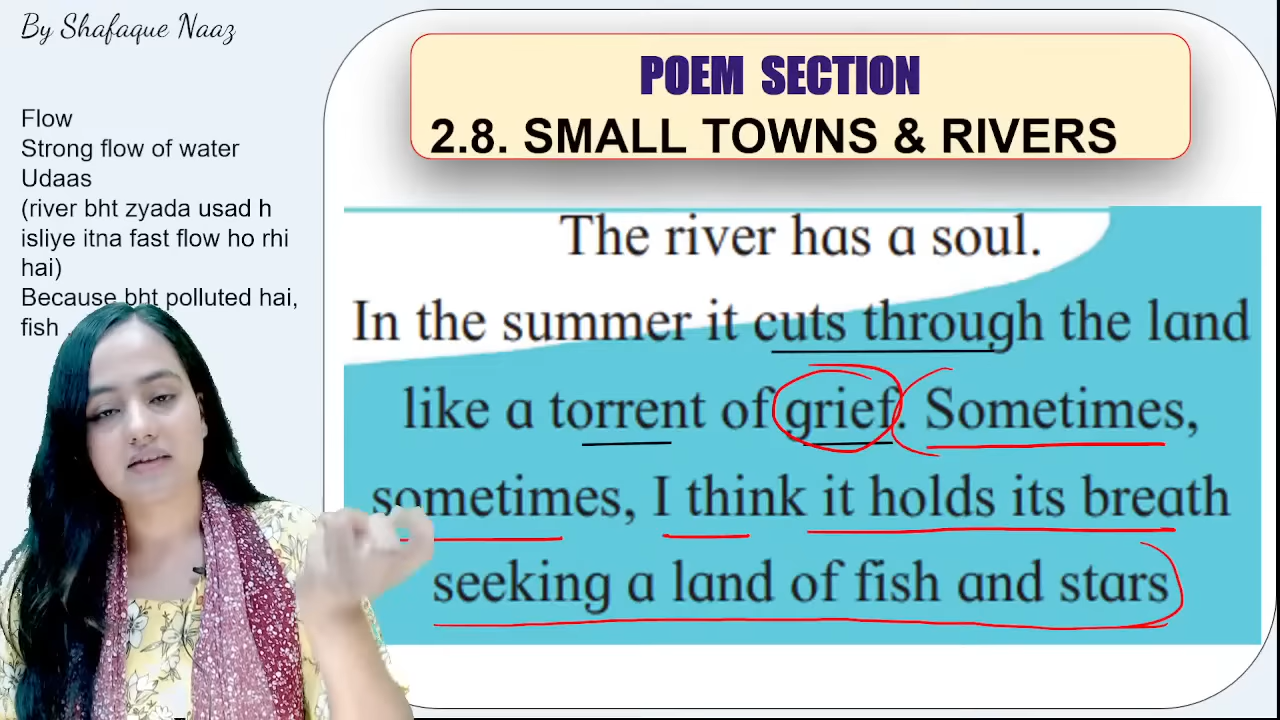 By Shafaque Naaz
Flow
Strong flow of water
Udaas
(river bht zyada usad h
isliye itna fast flow ho rhi
hai)
Because bht polluted hai,
fish
POEM SECTION
2.8. SMALL TOWNS & RIVERS
The river has a soul.
In the summer it cuts through the land
like a torrent of grief. Sometimes,
sometimes, I think it holds its breath
seeking a land of fish and stars